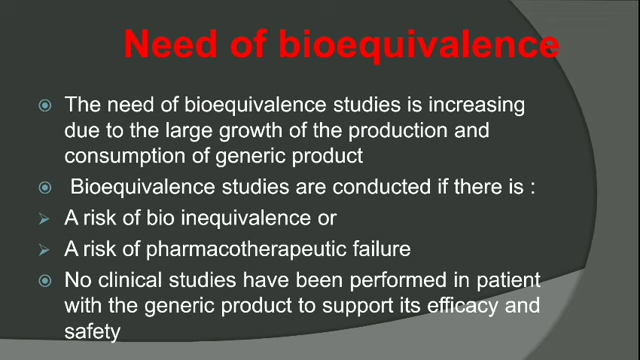 Need of bioequivalence
The need of bioequivalence studies is increasing
due to the large growth of the production and
consumption of generic product
Bioequivalence studies are conducted if there is :
A risk of bio inequivalence or
A risk of pharmacotherapeutic failure
No clinical studies have been performed in patient
with the generic product to support its efficacy and
safety